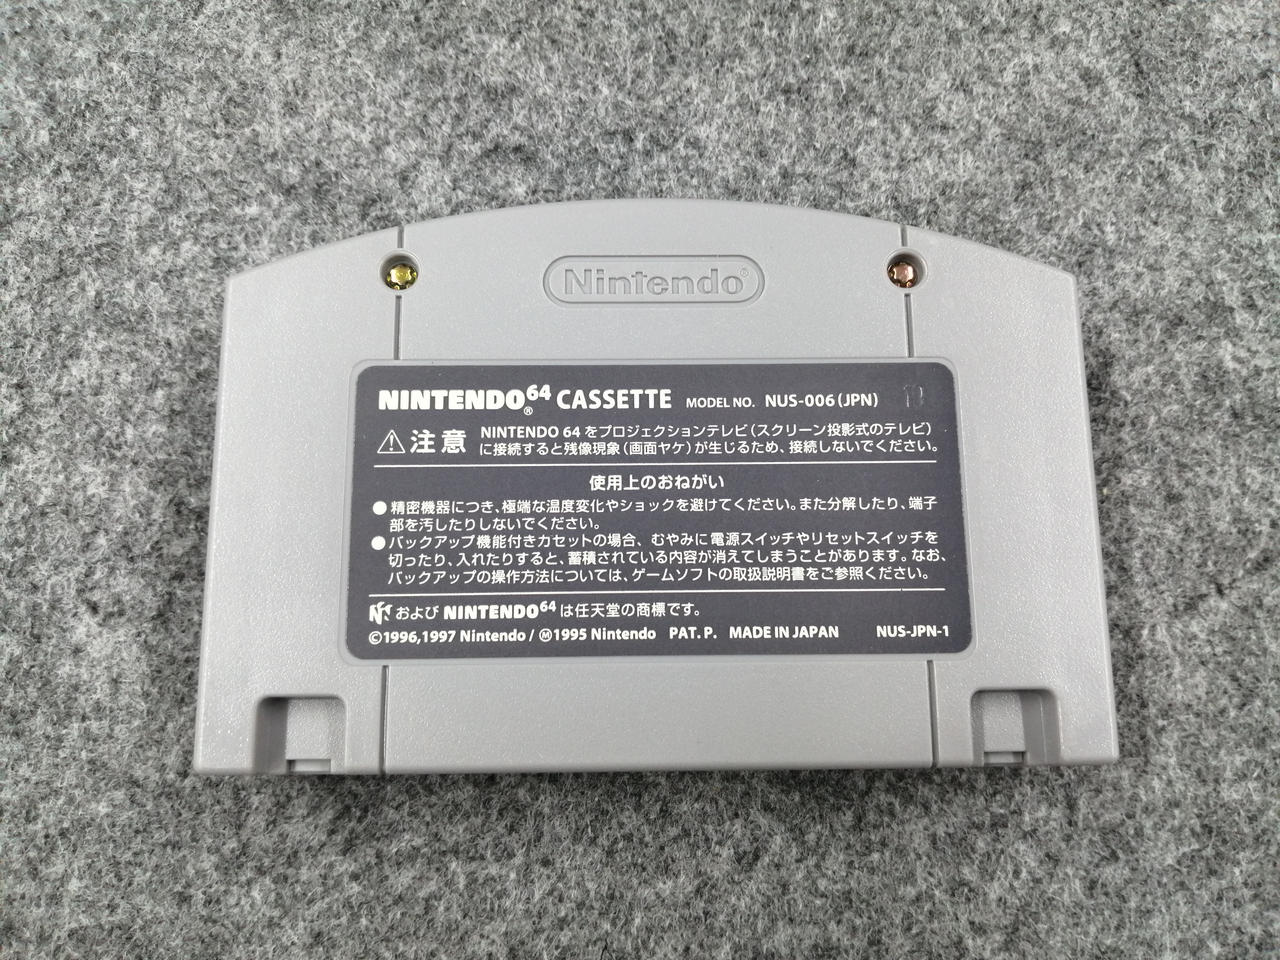 Nintendo®
NINTENDO64® CASSETTE MODEL NO. NUS-006(JPN) 10
⚠注意 NINTENDO 64 をプロジェクションテレビ(スクリーン投影式のテレビ)
に接続すると残像現象(画面ヤケ)が生じるため、接続しないでください。
使用上のおねがい
●精密機器につき、極端な温度変化やショックを避けてください。また分解したり、端子
部を汚したりしないでください。
●バックアップ機能付きカセットの場合、むやみに電源スイッチやリセットスイッチを
切ったり、入れたりすると、蓄積されている内容が消えてしまうことがあります。なお、
バックアップの操作方法については、ゲームソフトの取扱説明書をご参照ください。
および NINTENDO64 は任天堂の商標です。
©1996,1997 Nintendo/Ⓜ1995 Nintendo PAT. P. MADE IN JAPAN NUS-JPN-1